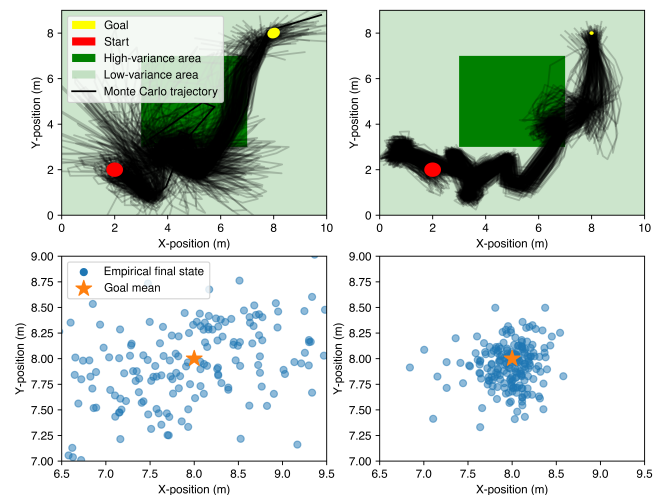 Goal
Start
High-variance area
Low-variance area
Monte Carlo trajectory
Y-position (m)
8
6
4
2
0
0 2 4 6 8 10
X-position (m)
Y-position (m)
8
6
4
2
0
0 2 4 6 8 10
X-position (m)
Empirical final state
Goal mean
Y-position (m)
9.00
8.75
8.50
8.25
8.00
7.75
7.50
7.25
7.00
6.5 7.0 7.5 8.0 8.5 9.0 9.5
X-position (m)
Y-position (m)
9.00
8.75
8.50
8.25
8.00
7.75
7.50
7.25
7.00
6.5 7.0 7.5 8.0 8.5 9.0 9.5
X-position (m)